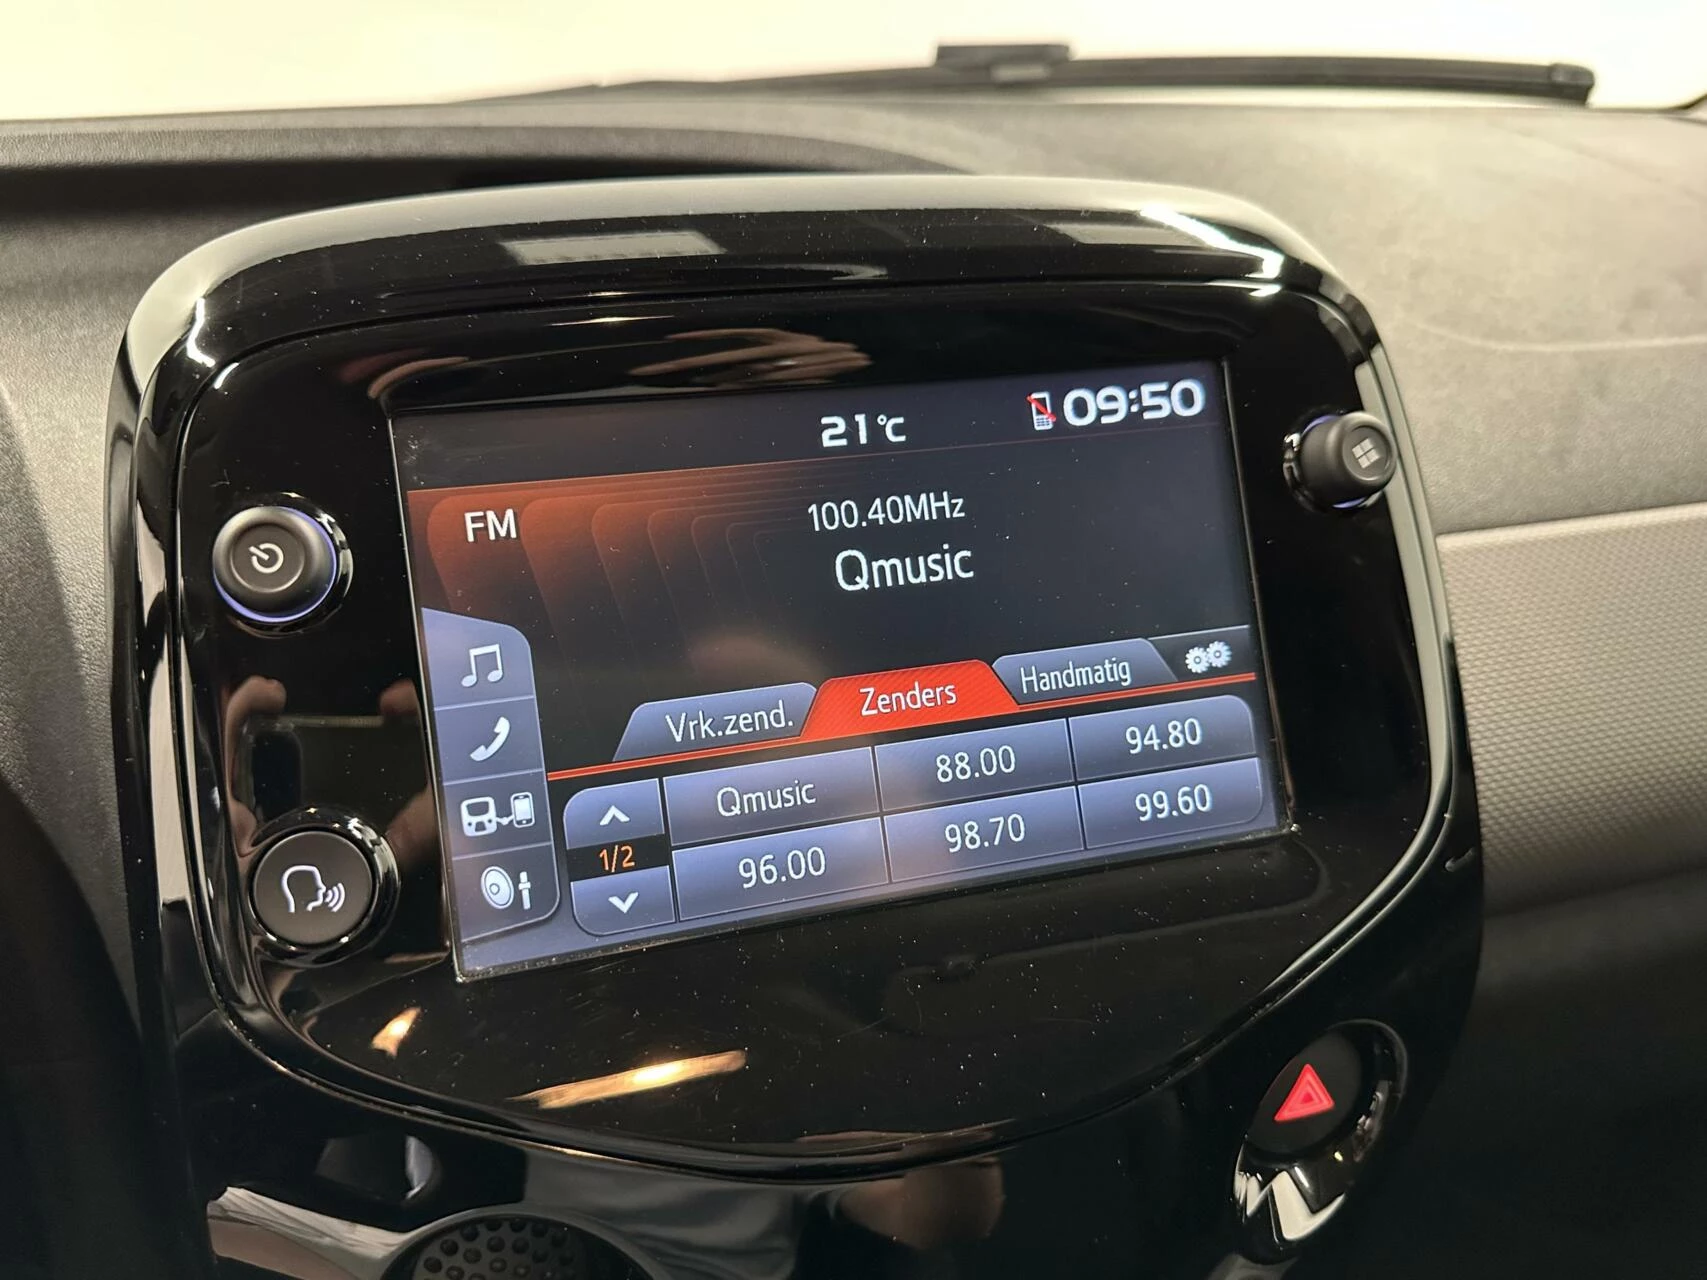 21°C 09:50
FM 100.40MHz
Qmusic
Vrk.zend. Zenders Handmatig
Qmusic 88.00 94.80
1/2
96.00 98.70 99.60